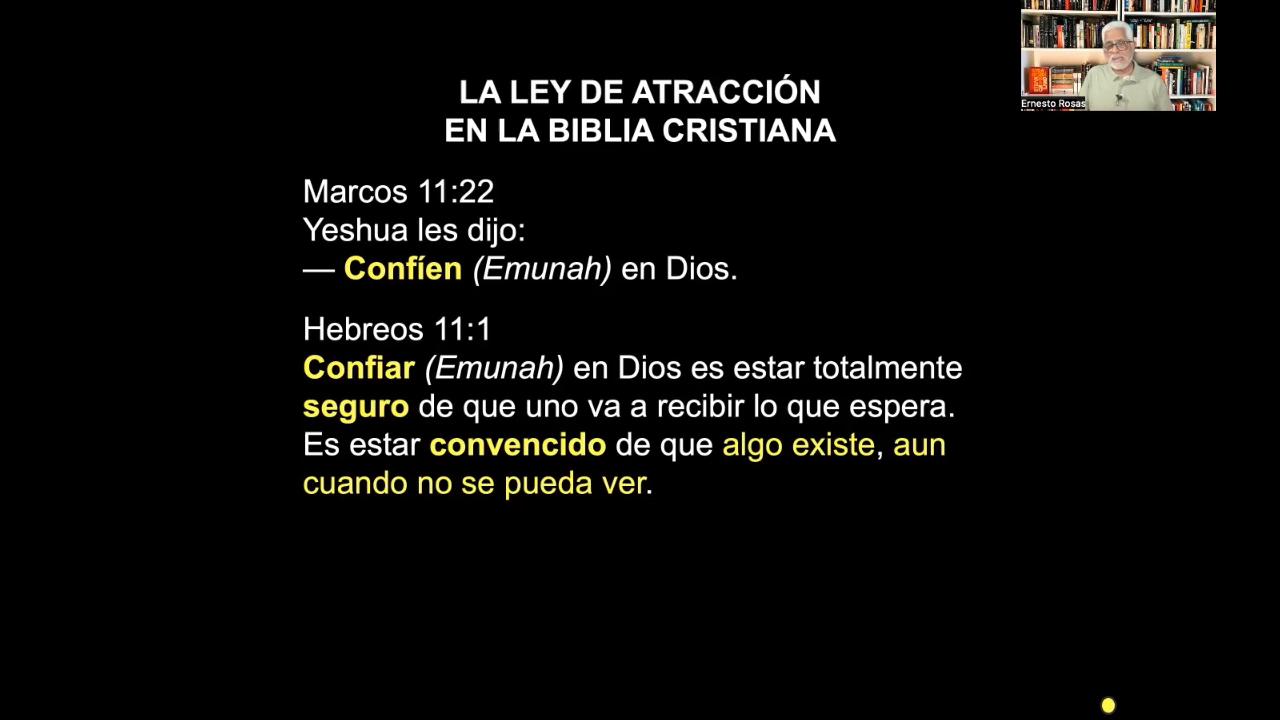 LA LEY DE ATRACCIÓN
EN LA BIBLIA CRISTIANA
Marcos 11:22
Yeshua les dijo:
— Confíen (Emunah) en Dios.
Hebreos 11:1
Confiar (Emunah) en Dios es estar totalmente
seguro de que uno va a recibir lo que espera.
Es estar convencido de que algo existe, aun
cuando no se pueda ver.
Ernesto Rosas